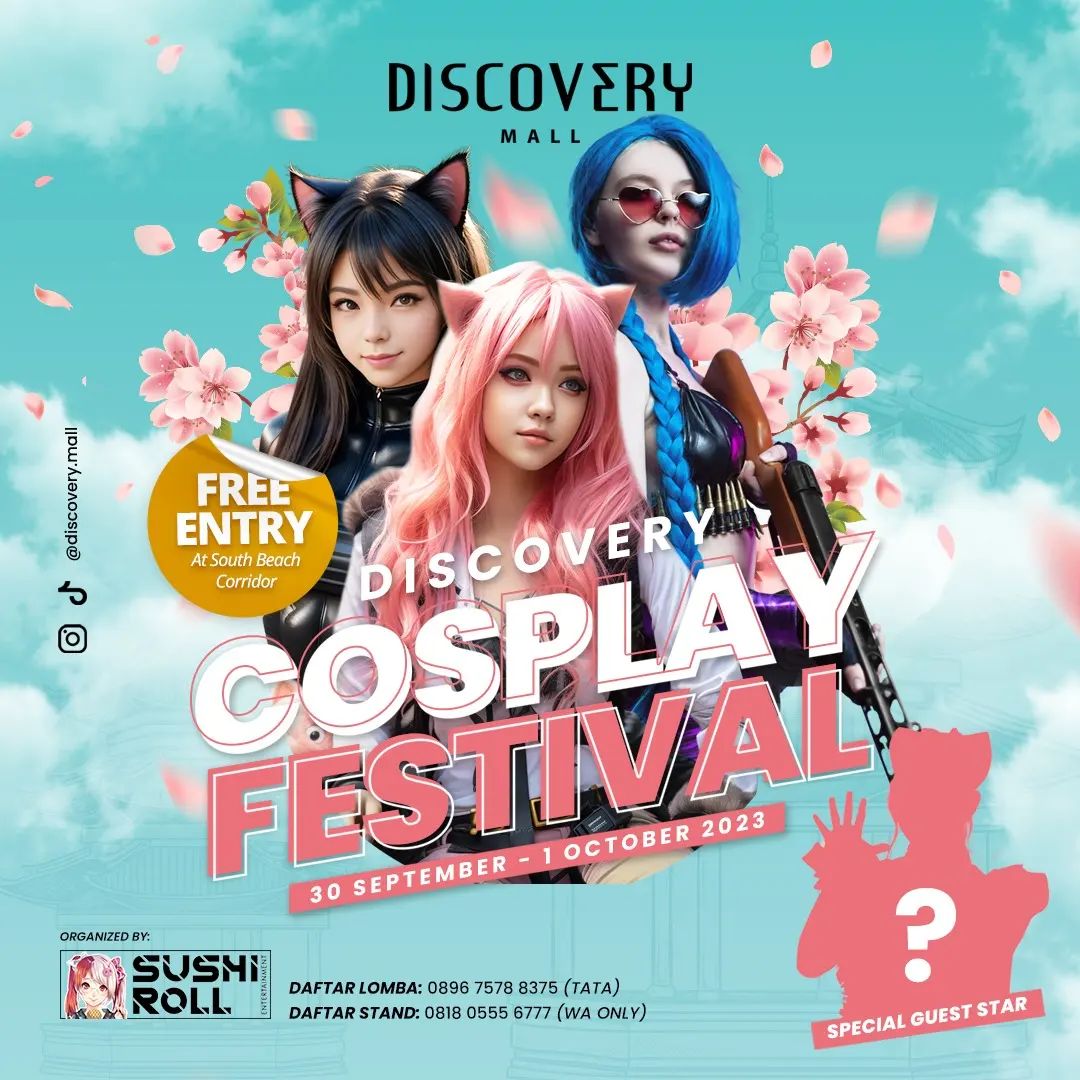 DISCOVERY
MALL
@discovery.mall
FREE
ENTRY
At South Beach
Corridor
DISCOVERY
COSPLAY
FESTIVAL
30 SEPTEMBER - 1 OCTOBER 2023
?
SPECIAL GUEST STAR
ORGANIZED BY:
SUSHI
ROLL
ENTERTAINMENT
DAFTAR LOMBA: 0896 7578 8375 (TATA)
DAFTAR STAND: 0818 0555 6777 (WA ONLY)